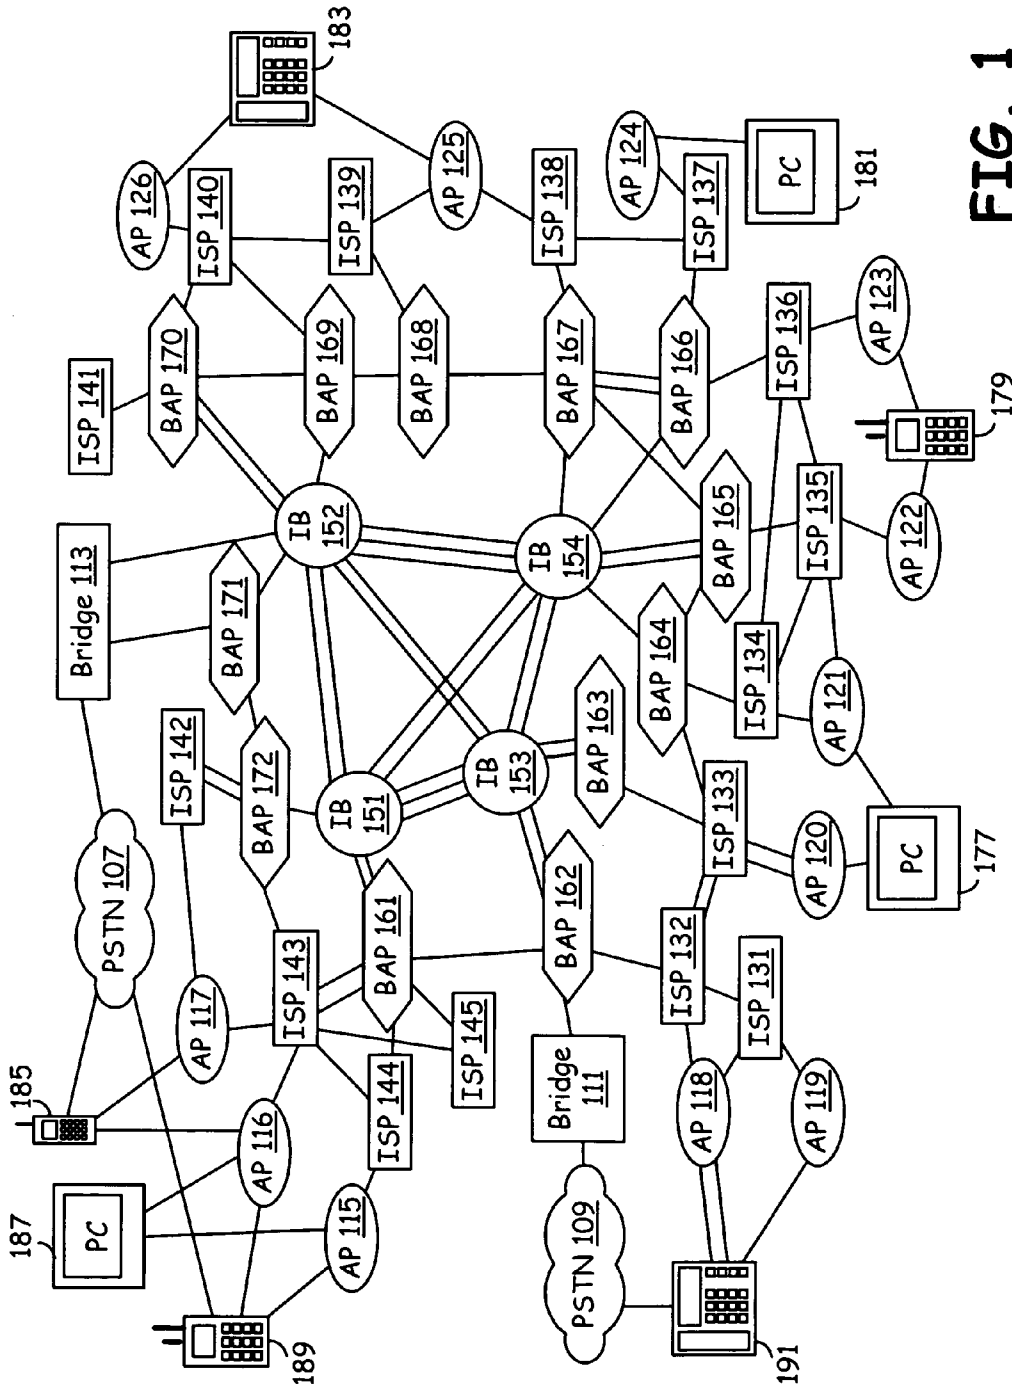 FIG. 1
183
AP 126
ISP 140
ISP 139
AP 125
ISP 138
AP 124
ISP 137
PC
181
ISP 141
BAP 170
BAP 169
BAP 168
BAP 167
BAP 166
ISP 136
AP 123
179
Bridge 113
BAP 171
IB
152
IB
154
BAP 165
ISP 135
AP 122
ISP 142
BAP 172
IB
151
IB
153
BAP 163
BAP 164
ISP 134
AP 121
PSTN 107
ISP 143
BAP 161
BAP 162
ISP 133
AP 120
PC
177
AP 117
ISP 144
ISP 145
Bridge
111
ISP 132
ISP 131
185
AP 116
AP 115
AP 118
AP 119
187
PC
PSTN 109
189
191